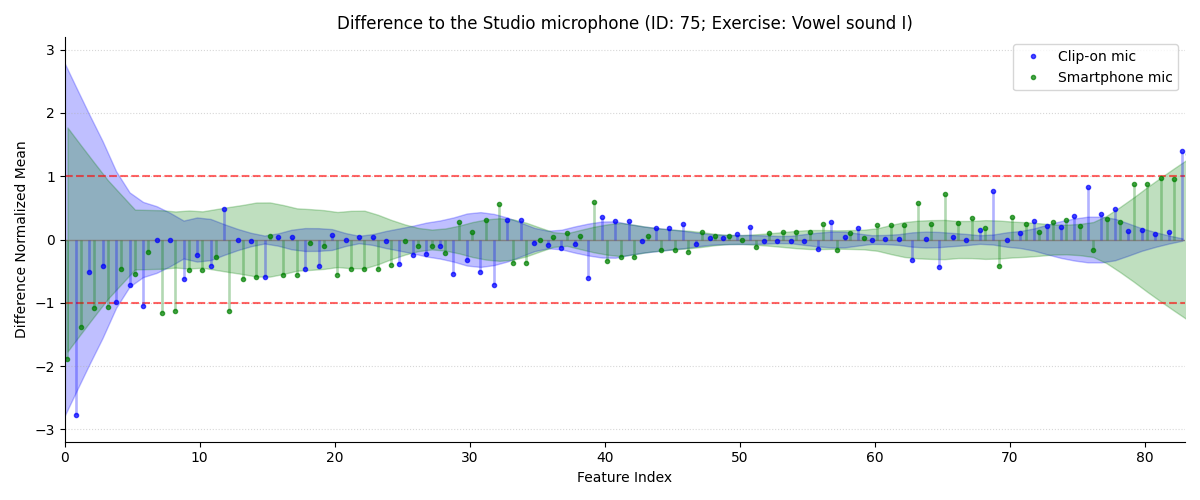 Difference to the Studio microphone (ID: 75; Exercise: Vowel sound I)
Clip-on mic
Smartphone mic
Difference Normalized Mean
3
2
1
0
−1
−2
−3
0 10 20 30 40 50 60 70 80
Feature Index